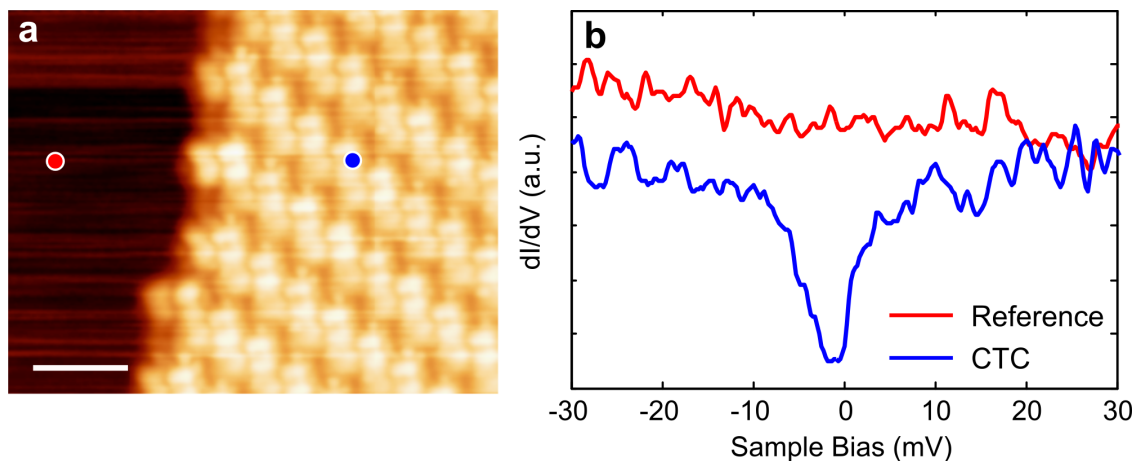 a
b
dI/dV (a.u.)
Reference
CTC
-30 -20 -10 0 10 20 30
Sample Bias (mV)